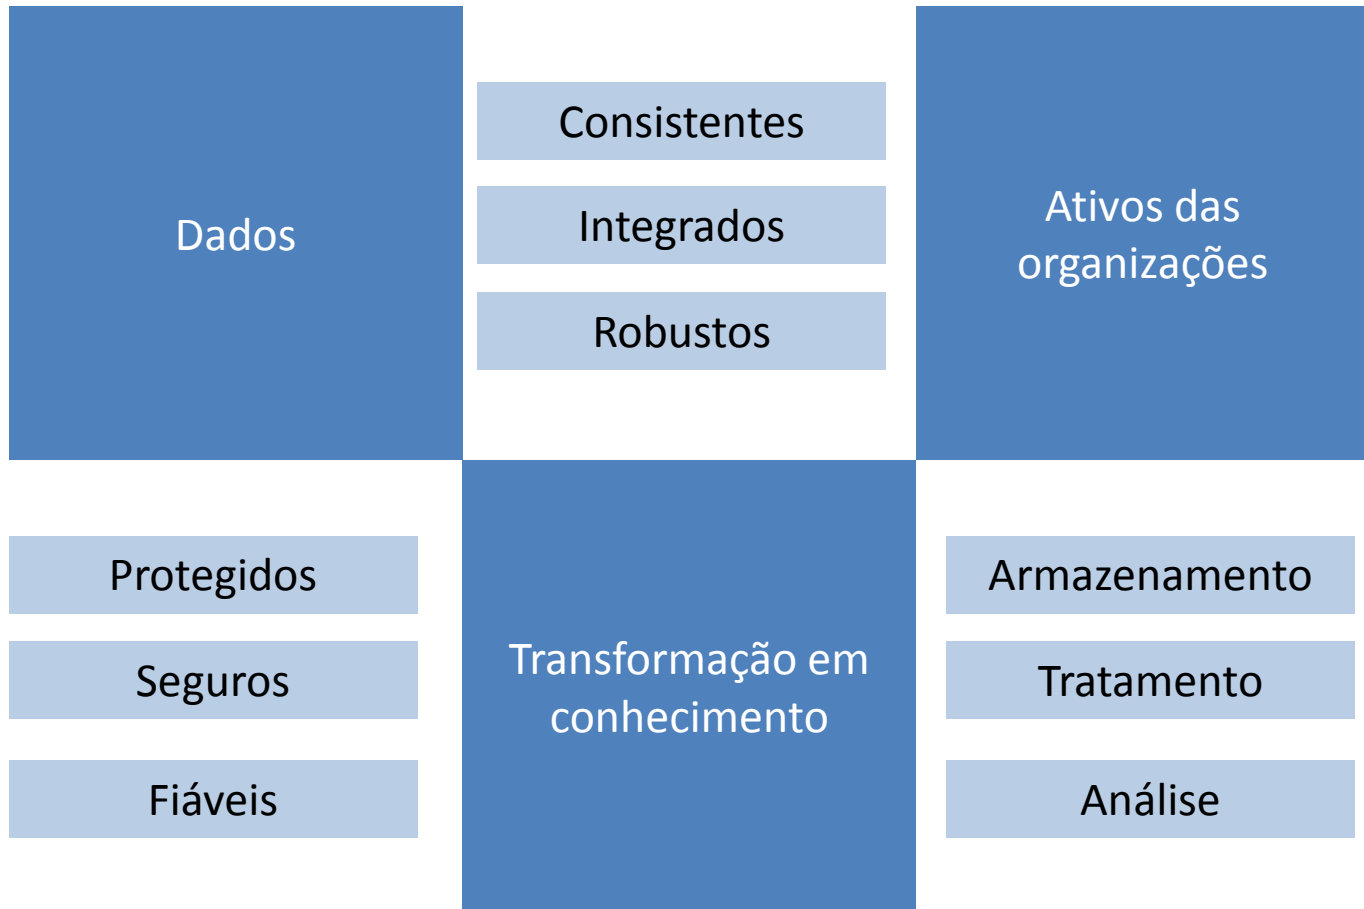 Dados
Consistentes
Integrados
Robustos
Ativos das
organizações
Protegidos
Seguros
Fiáveis
Transformação em
conhecimento
Armazenamento
Tratamento
Análise